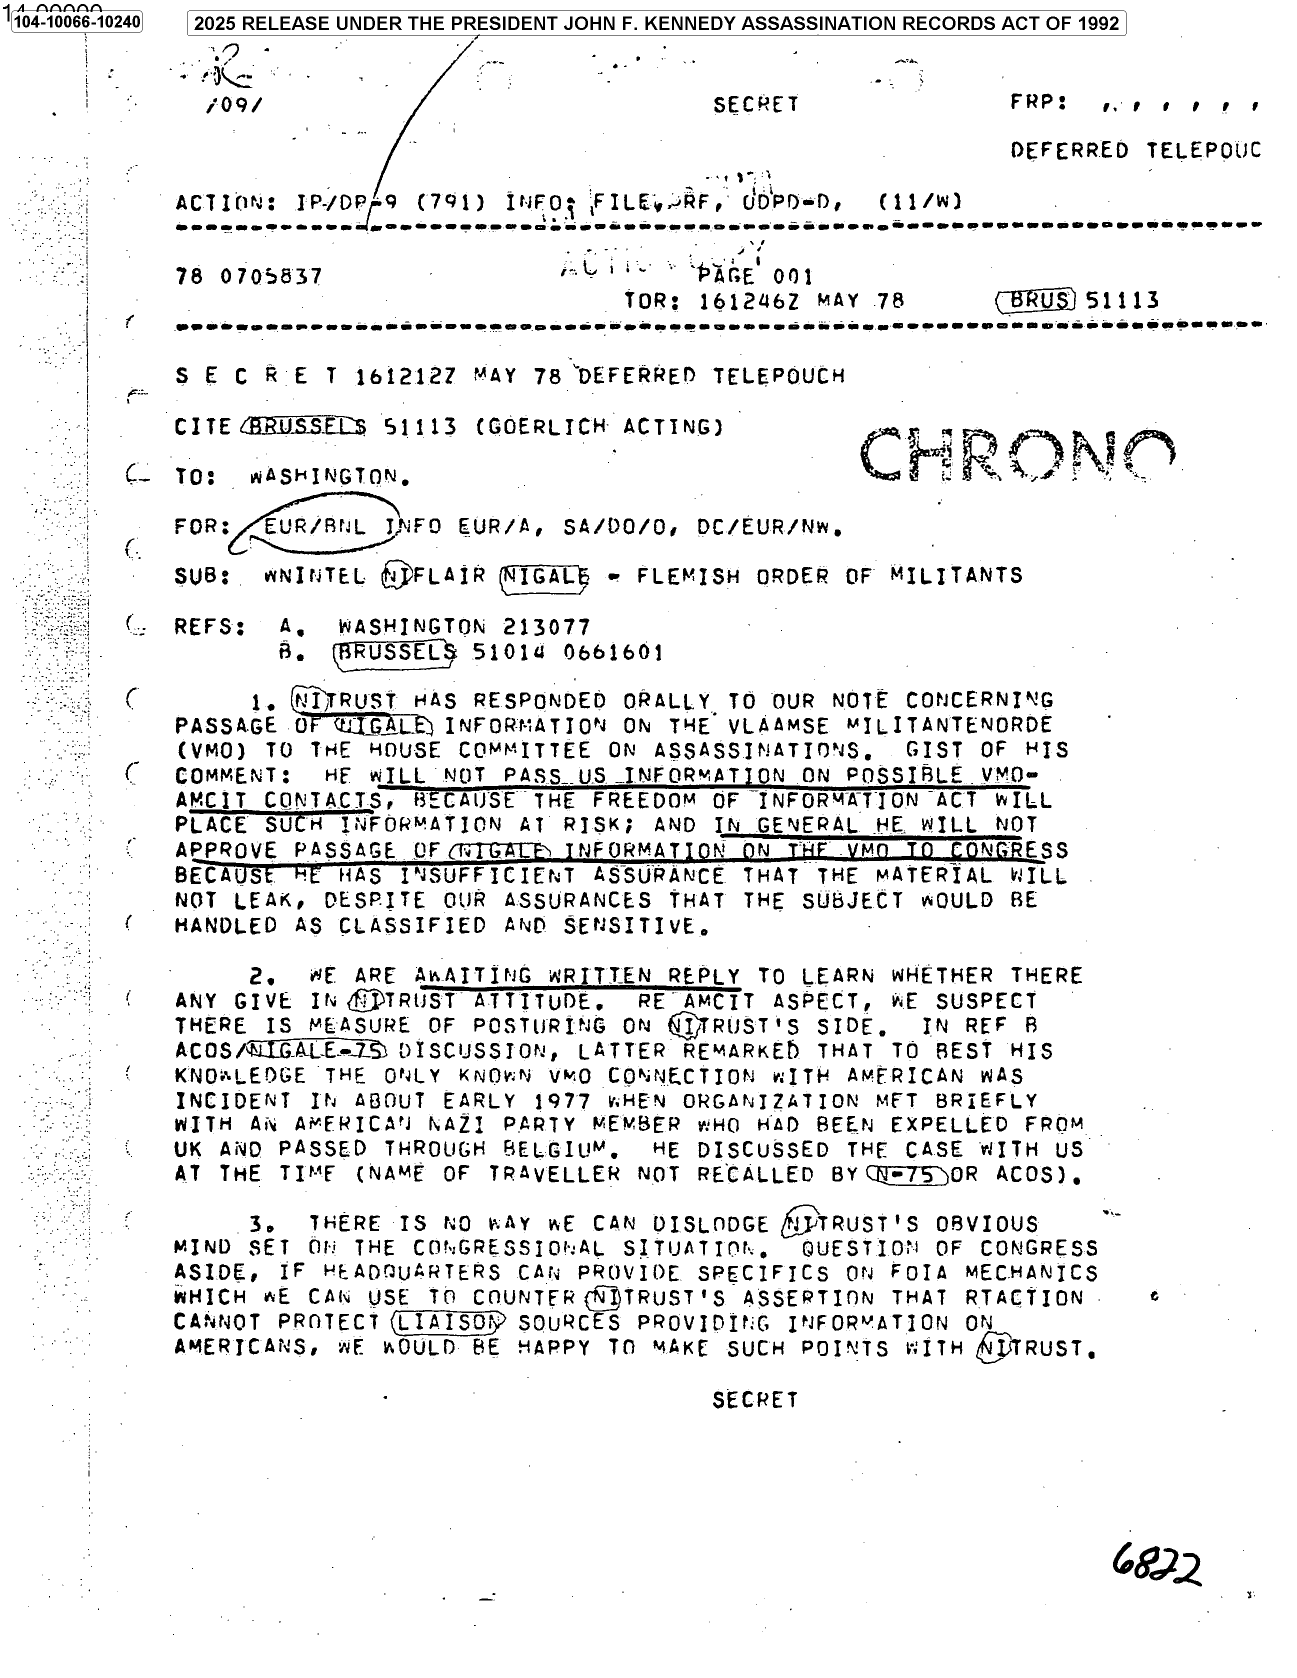 104-10066-10240
2025 RELEASE UNDER THE PRESIDENT JOHN F. KENNEDY ASSASSINATION RECORDS ACT OF 1992
/09/ SECRET FRP: , , , , , ,
DEFERRED TELEPOUC
ACTION: IP/DP-9 (791) INFO: FILE, RF, ODPD-D, (11/W)
78 0705837 PAGE 001
TOR: 161246Z MAY 78 BRUS 51113
S E C R E T 161212Z MAY 78 DEFERRED TELEPOUCH
CITE BRUSSELS 51113 (GOERLICH ACTING)
CHRONO
TO: WASHINGTON.
FOR: EUR/BNL INFO EUR/A, SA/DO/O, DC/EUR/NW.
SUB: WNINTEL NIFLAIR NIGALE - FLEMISH ORDER OF MILITANTS
REFS: A. WASHINGTON 213077
B. BRUSSELS 51014 0661601
1. NITRUST HAS RESPONDED ORALLY TO OUR NOTE CONCERNING
PASSAGE OF NIGALE INFORMATION ON THE VLAAMSE MILITANTENORDE
(VMO) TO THE HOUSE COMMITTEE ON ASSASSINATIONS. GIST OF HIS
COMMENT: HE WILL NOT PASS US INFORMATION ON POSSIBLE VMO-
AMCIT CONTACTS, BECAUSE THE FREEDOM OF INFORMATION ACT WILL
PLACE SUCH INFORMATION AT RISK; AND IN GENERAL HE WILL NOT
APPROVE PASSAGE OF NIGALE INFORMATION ON THE VMO TO CONGRESS
BECAUSE HE HAS INSUFFICIENT ASSURANCE THAT THE MATERIAL WILL
NOT LEAK, DESPITE OUR ASSURANCES THAT THE SUBJECT WOULD BE
HANDLED AS CLASSIFIED AND SENSITIVE.
2. WE ARE AWAITING WRITTEN REPLY TO LEARN WHETHER THERE
ANY GIVE IN NITRUST ATTITUDE. RE AMCIT ASPECT, WE SUSPECT
THERE IS MEASURE OF POSTURING ON NITRUST'S SIDE. IN REF B
ACOS/NIGALE-75 DISCUSSION, LATTER REMARKED THAT TO BEST HIS
KNOWLEDGE THE ONLY KNOWN VMO CONNECTION WITH AMERICAN WAS
INCIDENT IN ABOUT EARLY 1977 WHEN ORGANIZATION MET BRIEFLY
WITH AN AMERICAN NAZI PARTY MEMBER WHO HAD BEEN EXPELLED FROM
UK AND PASSED THROUGH BELGIUM. HE DISCUSSED THE CASE WITH US
AT THE TIME (NAME OF TRAVELLER NOT RECALLED BY N-75 OR ACOS).
3. THERE IS NO WAY WE CAN DISLODGE NITRUST'S OBVIOUS
MIND SET ON THE CONGRESSIONAL SITUATION. QUESTION OF CONGRESS
ASIDE, IF HEADQUARTERS CAN PROVIDE SPECIFICS ON FOIA MECHANICS
WHICH WE CAN USE TO COUNTER NITRUST'S ASSERTION THAT RTACTION
CANNOT PROTECT LIAISON SOURCES PROVIDING INFORMATION ON
AMERICANS, WE WOULD BE HAPPY TO MAKE SUCH POINTS WITH NITRUST.
SECRET
6822